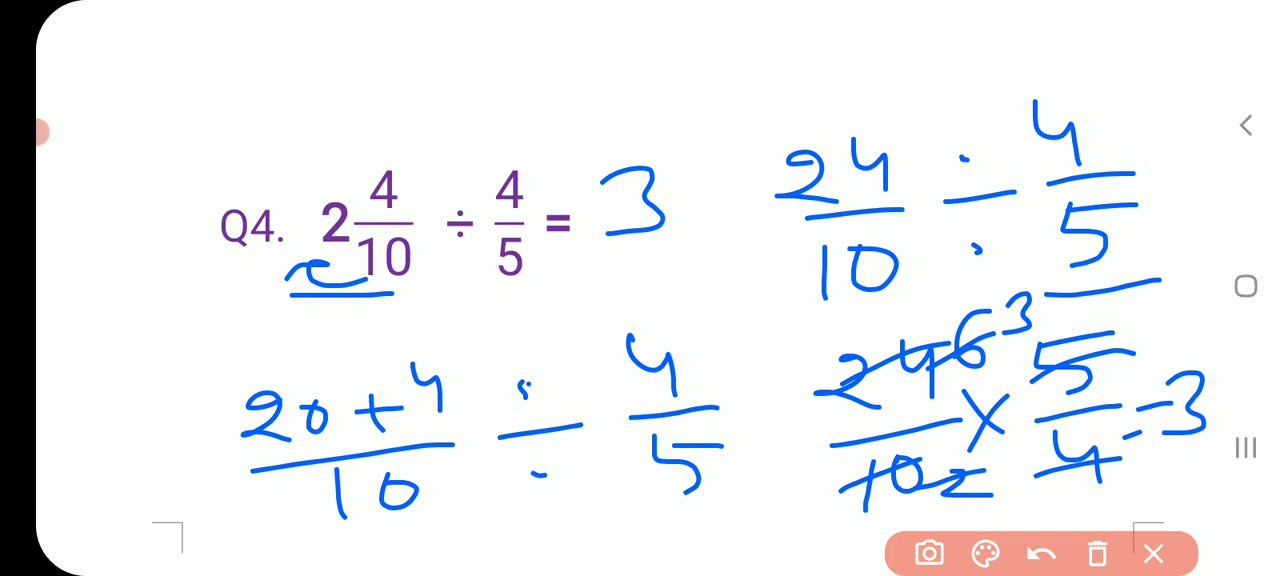 Q4. 2 4/10 ÷ 4/5 = 3
24/10 ÷ 4/5
20+4/10 ÷ 4/5
24 6 3/10 2 × 5/4 = 3